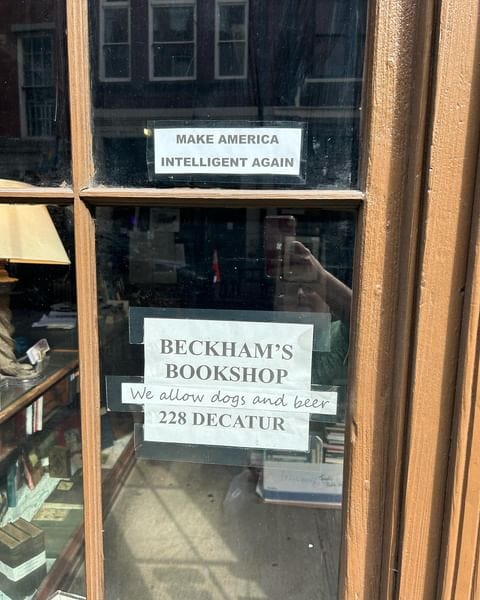 MAKE AMERICA
INTELLIGENT AGAIN
BECKHAM'S
BOOKSHOP
We allow dogs and beer
228 DECATUR